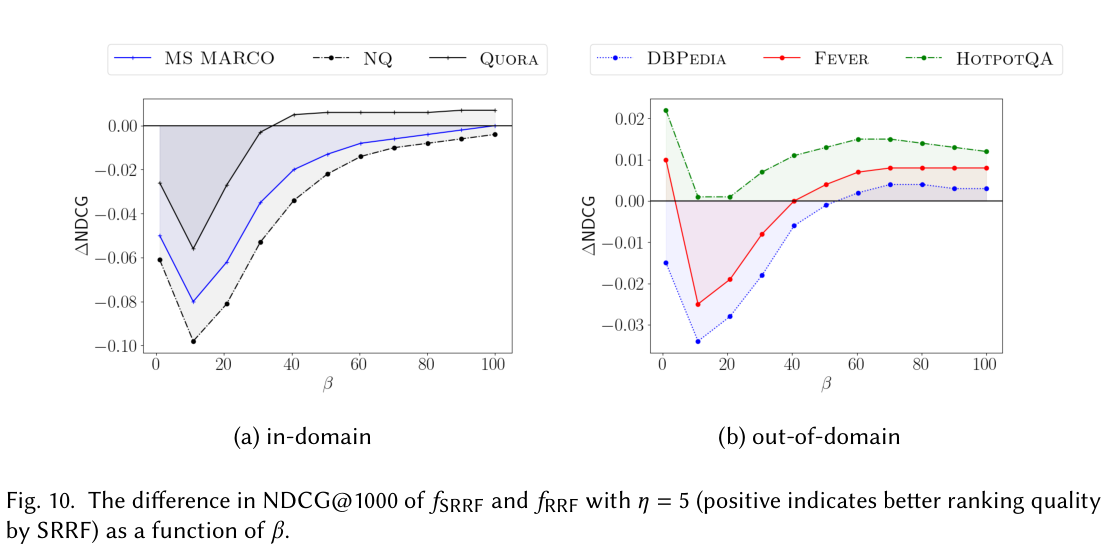 MS MARCO NQ QUORA
0.00
−0.02
−0.04
−0.06
−0.08
−0.10
ΔNDCG
0 20 40 60 80 100
β
(a) in-domain
DBPEDIA FEVER HOTPOTQA
0.02
0.01
0.00
−0.01
−0.02
−0.03
ΔNDCG
0 20 40 60 80 100
β
(b) out-of-domain
Fig. 10. The difference in NDCG@1000 of fSRRF and fRRF with η = 5 (positive indicates better ranking quality
by SRRF) as a function of β.